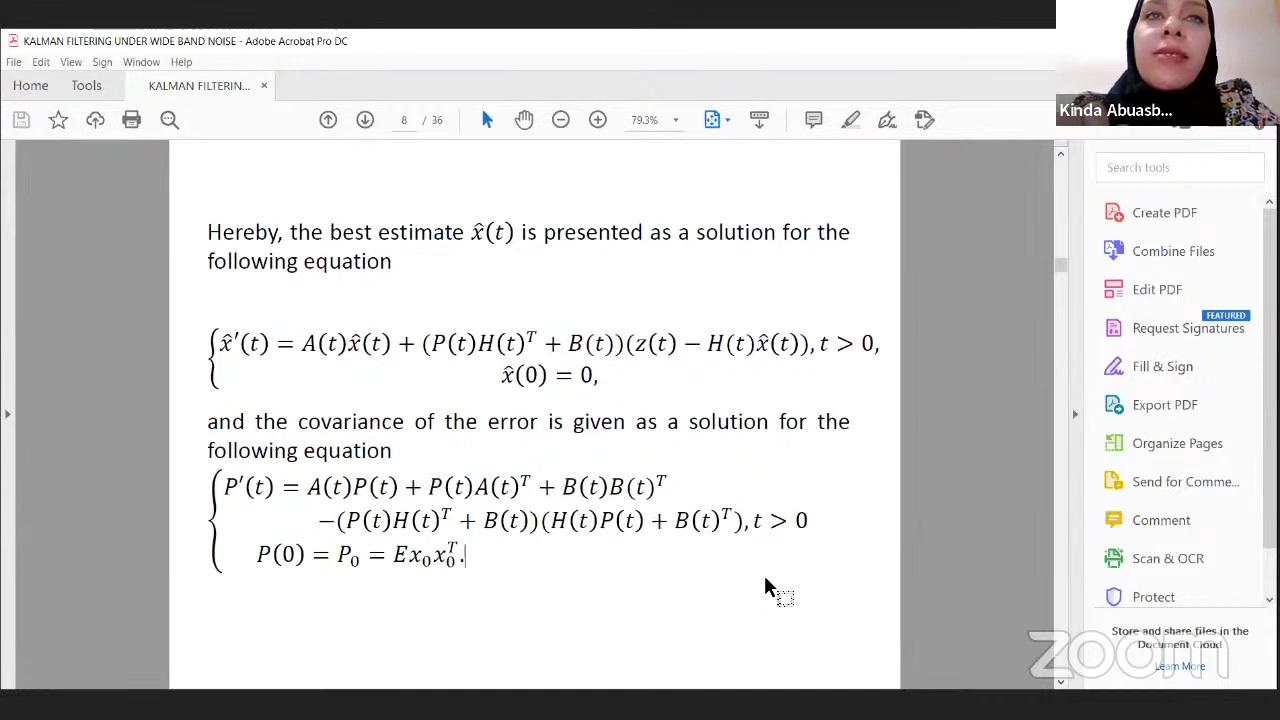 KALMAN FILTERING UNDER WIDE BAND NOISE - Adobe Acrobat Pro DC
File Edit View Sign Window Help
Home Tools KALMAN FILTERIN... ×
8 / 36 79.3%
Kinda Abuasb...
Search tools
Hereby, the best estimate x̂(t) is presented as a solution for the
following equation
x̂′(t) = A(t)x̂(t) + (P(t)H(t)ᵀ + B(t))(z(t) − H(t)x̂(t)), t > 0,
x̂(0) = 0,
and the covariance of the error is given as a solution for the
following equation
P′(t) = A(t)P(t) + P(t)A(t)ᵀ + B(t)B(t)ᵀ
−(P(t)H(t)ᵀ + B(t))(H(t)P(t) + B(t)ᵀ), t > 0
P(0) = P₀ = Ex₀x₀ᵀ.
Create PDF
Combine Files
Edit PDF
FEATURED
Request Signatures
Fill & Sign
Export PDF
Organize Pages
Send for Comme...
Comment
Scan & OCR
Protect
Store and share files in the
Document Cloud
Learn More
zoom